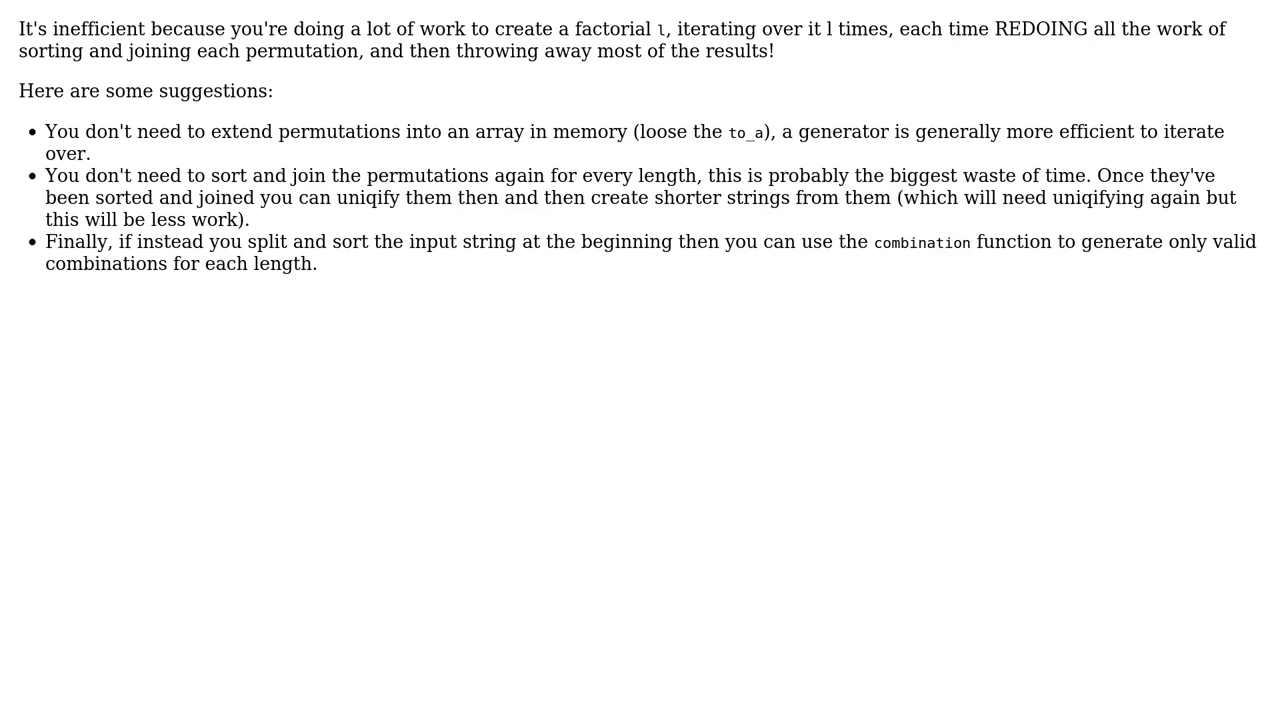 It's inefficient because you're doing a lot of work to create a factorial l, iterating over it l times, each time REDOING all the work of
sorting and joining each permutation, and then throwing away most of the results!
Here are some suggestions:
• You don't need to extend permutations into an array in memory (loose the to_a), a generator is generally more efficient to iterate
over.
• You don't need to sort and join the permutations again for every length, this is probably the biggest waste of time. Once they've
been sorted and joined you can uniqify them then and then create shorter strings from them (which will need uniqifying again but
this will be less work).
• Finally, if instead you split and sort the input string at the beginning then you can use the combination function to generate only valid
combinations for each length.